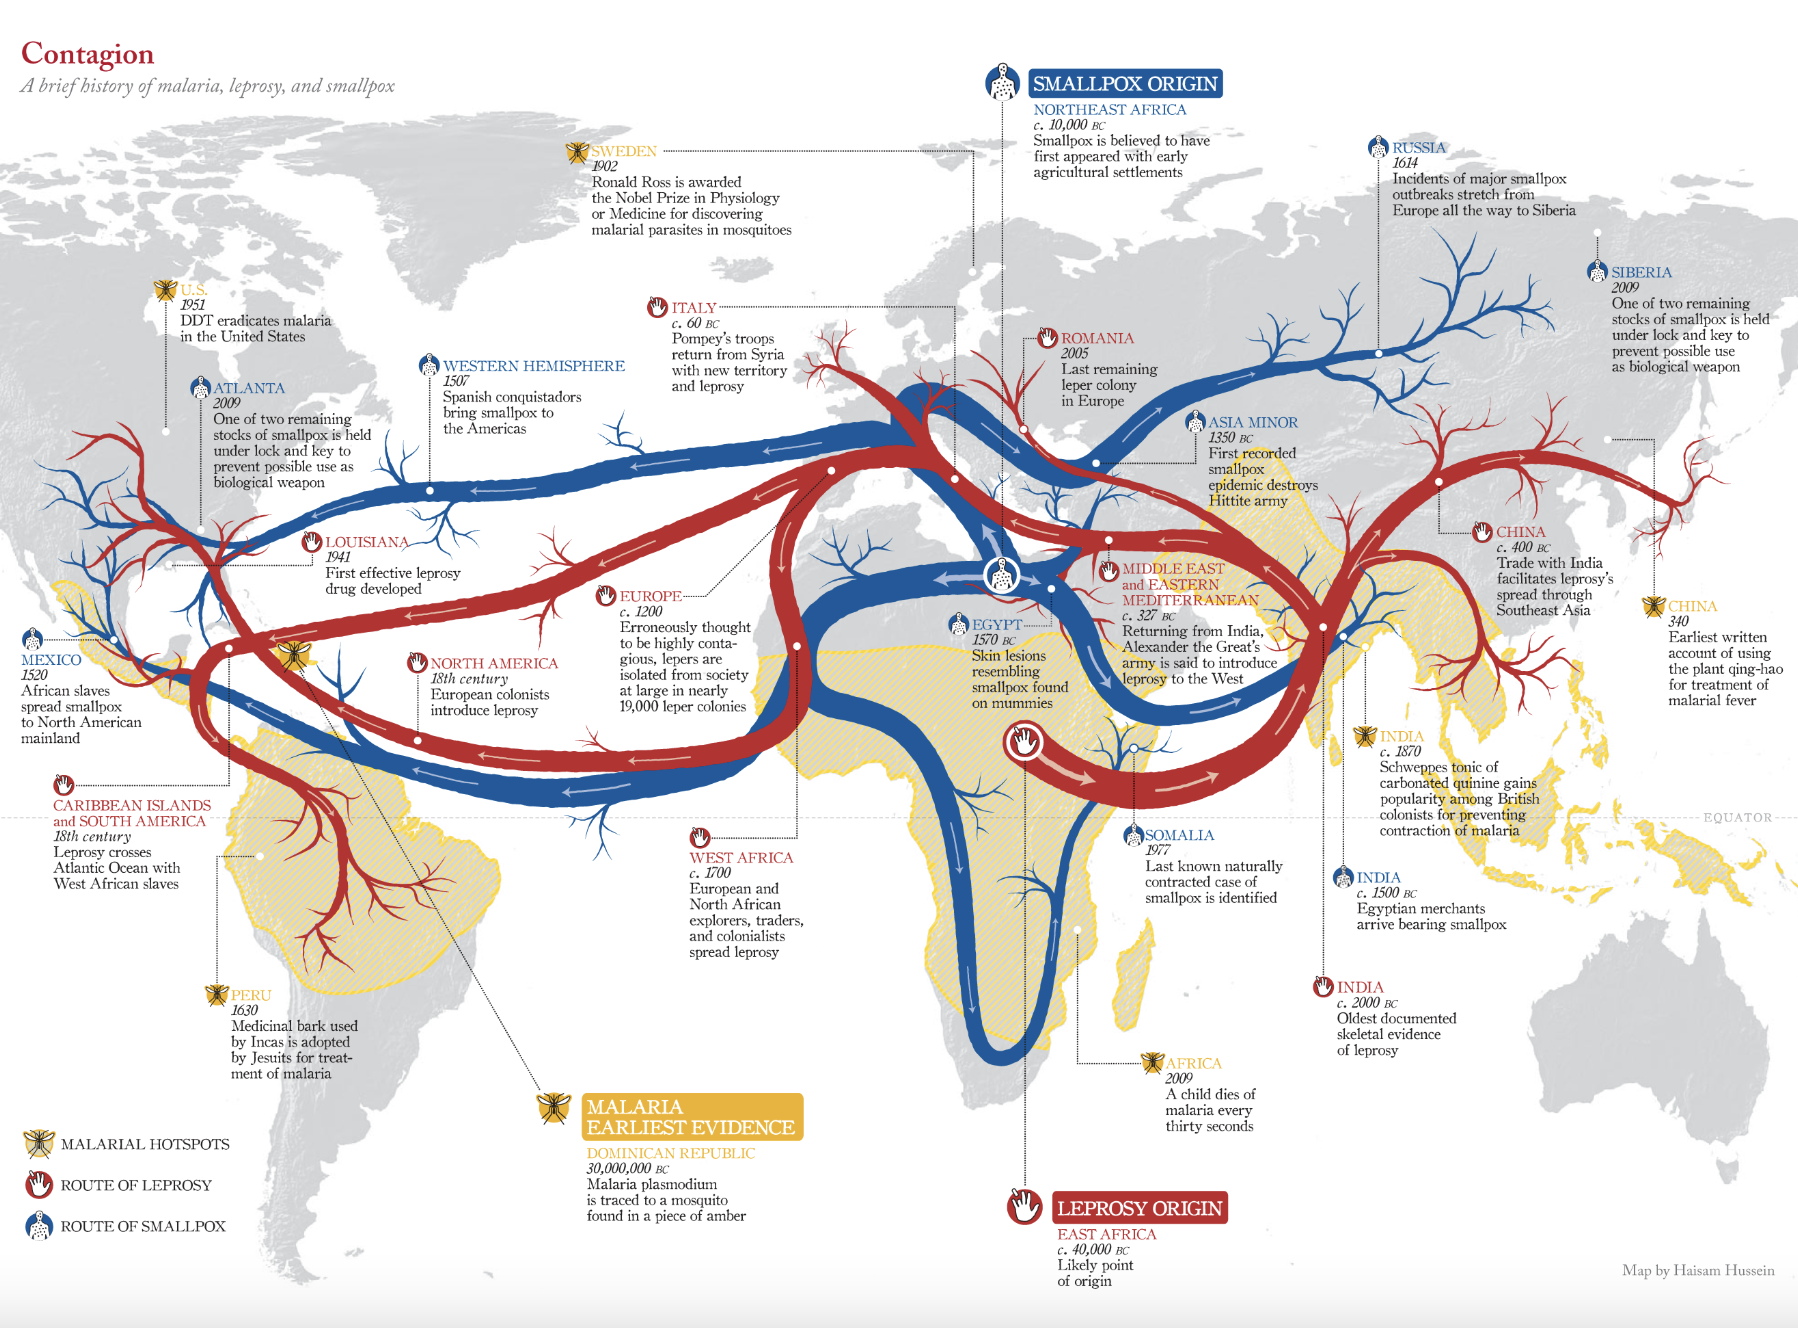 Contagion
A brief history of malaria, leprosy, and smallpox
SMALLPOX ORIGIN
NORTHEAST AFRICA
c. 10,000 BC
Smallpox is believed to have
first appeared with early
agricultural settlements
SWEDEN
1902
Ronald Ross is awarded
the Nobel Prize in Physiology
or Medicine for discovering
malarial parasites in mosquitoes
RUSSIA
1614
Incidents of major smallpox
outbreaks stretch from
Europe all the way to Siberia
SIBERIA
2009
One of two remaining
stocks of smallpox is held
under lock and key to
prevent possible use
as biological weapon
U.S.
1951
DDT eradicates malaria
in the United States
ITALY
c. 60 BC
Pompey's troops
return from Syria
with new territory
and leprosy
ROMANIA
2005
Last remaining
leper colony
in Europe
WESTERN HEMISPHERE
1507
Spanish conquistadors
bring smallpox to
the Americas
ATLANTA
2009
One of two remaining
stocks of smallpox is held
under lock and key to
prevent possible use as
biological weapon
ASIA MINOR
1350 BC
First recorded
smallpox
epidemic destroys
Hittite army
LOUISIANA
1941
First effective leprosy
drug developed
CHINA
c. 400 BC
Trade with India
facilitates leprosy's
spread through
Southeast Asia
MIDDLE EAST
and EASTERN
MEDITERRANEAN
c. 327 BC
Returning from India,
Alexander the Great's
army is said to introduce
leprosy to the West
EUROPE
c. 1200
Erroneously thought
to be highly conta-
gious, lepers are
isolated from society
at large in nearly
19,000 leper colonies
EGYPT
1570 BC
Skin lesions
resembling
smallpox found
on mummies
CHINA
340
Earliest written
account of using
the plant qing-hao
for treatment of
malarial fever
MEXICO
1520
African slaves
spread smallpox
to North American
mainland
NORTH AMERICA
18th century
European colonists
introduce leprosy
INDIA
c. 1870
Schweppes tonic of
carbonated quinine gains
popularity among British
colonists for preventing
contraction of malaria
EQUATOR
CARIBBEAN ISLANDS
and SOUTH AMERICA
18th century
Leprosy crosses
Atlantic Ocean with
West African slaves
WEST AFRICA
c. 1700
European and
North African
explorers, traders,
and colonialists
spread leprosy
SOMALIA
1977
Last known naturally
contracted case of
smallpox is identified
INDIA
c. 1500 BC
Egyptian merchants
arrive bearing smallpox
INDIA
c. 2000 BC
Oldest documented
skeletal evidence
of leprosy
PERU
1630
Medicinal bark used
by Incas is adopted
by Jesuits for treat-
ment of malaria
AFRICA
2009
A child dies of
malaria every
thirty seconds
MALARIA
EARLIEST EVIDENCE
DOMINICAN REPUBLIC
30,000,000 BC
Malaria plasmodium
is traced to a mosquito
found in a piece of amber
LEPROSY ORIGIN
EAST AFRICA
c. 40,000 BC
Likely point
of origin
MALARIAL HOTSPOTS
ROUTE OF LEPROSY
ROUTE OF SMALLPOX
Map by Haisam Hussein